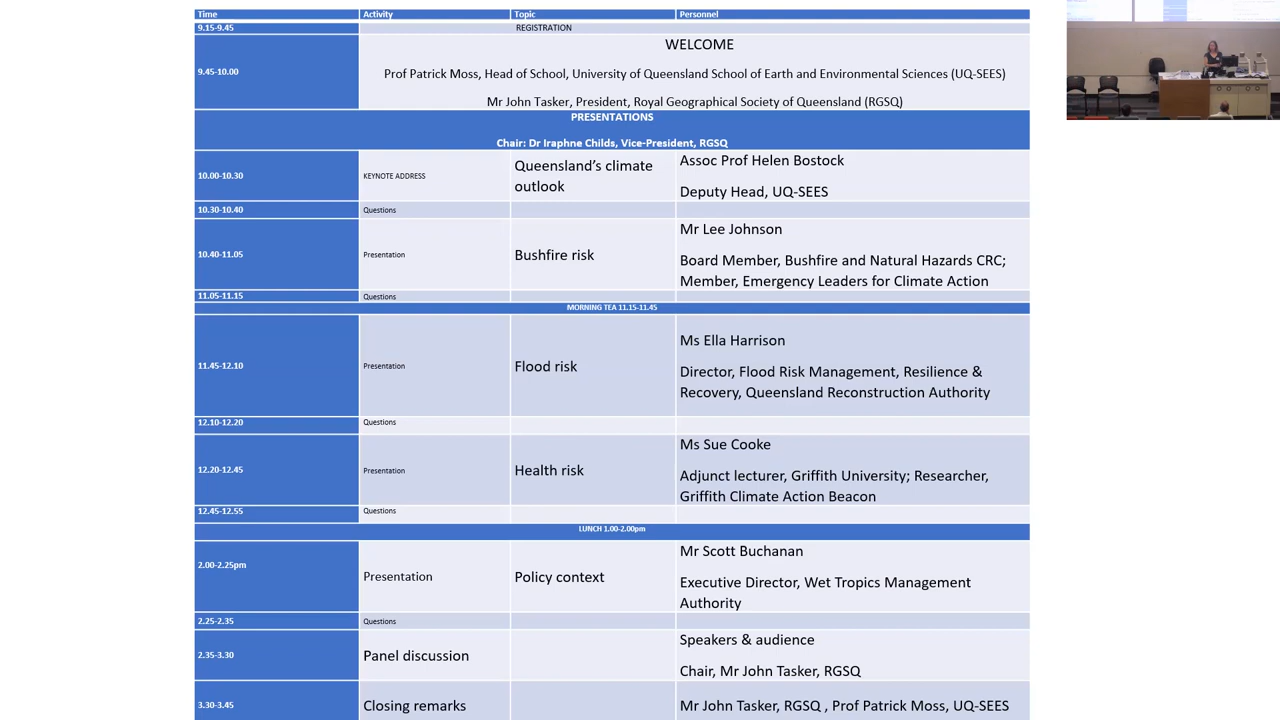 Time Activity Topic Personnel
9.15-9.45 REGISTRATION
WELCOME
9.45-10.00 Prof Patrick Moss, Head of School, University of Queensland School of Earth and Environmental Sciences (UQ-SEES)
Mr John Tasker, President, Royal Geographical Society of Queensland (RGSQ)
PRESENTATIONS
Chair: Dr Iraphne Childs, Vice-President, RGSQ
10.00-10.30 KEYNOTE ADDRESS Queensland's climate
outlook
Assoc Prof Helen Bostock
Deputy Head, UQ-SEES
10.30-10.40 Questions
10.40-11.05 Presentation Bushfire risk
Mr Lee Johnson
Board Member, Bushfire and Natural Hazards CRC;
Member, Emergency Leaders for Climate Action
11.05-11.15 Questions
MORNING TEA 11.15-11.45
11.45-12.10 Presentation Flood risk
Ms Ella Harrison
Director, Flood Risk Management, Resilience &
Recovery, Queensland Reconstruction Authority
12.10-12.20 Questions
12.20-12.45 Presentation Health risk
Ms Sue Cooke
Adjunct lecturer, Griffith University; Researcher,
Griffith Climate Action Beacon
12.45-12.55 Questions
LUNCH 1.00-2.00pm
2.00-2.25pm Presentation Policy context
Mr Scott Buchanan
Executive Director, Wet Tropics Management
Authority
2.25-2.35 Questions
2.35-3.30 Panel discussion
Speakers & audience
Chair, Mr John Tasker, RGSQ
3.30-3.45 Closing remarks Mr John Tasker, RGSQ , Prof Patrick Moss, UQ-SEES